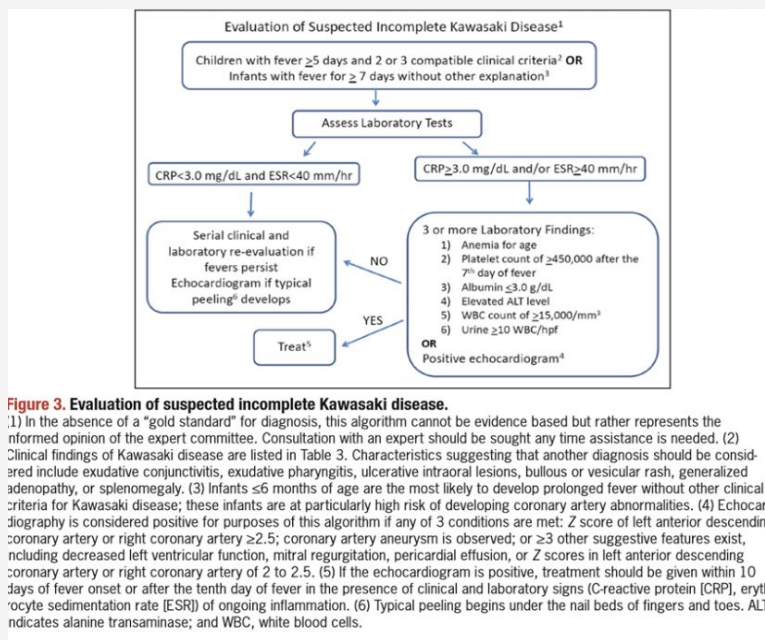 Evaluation of Suspected Incomplete Kawasaki Disease¹
Children with fever ≥5 days and 2 or 3 compatible clinical criteria² OR
Infants with fever for ≥ 7 days without other explanation³
Assess Laboratory Tests
CRP<3.0 mg/dL and ESR<40 mm/hr
CRP≥3.0 mg/dL and/or ESR≥40 mm/hr
Serial clinical and
laboratory re-evaluation if
fevers persist
Echocardiogram if typical
peeling⁶ develops
NO
YES
Treat⁵
3 or more Laboratory Findings:
1) Anemia for age
2) Platelet count of ≥450,000 after the
7th day of fever
3) Albumin ≤3.0 g/dL
4) Elevated ALT level
5) WBC count of ≥15,000/mm³
6) Urine ≥10 WBC/hpf
OR
Positive echocardiogram⁴
Figure 3. Evaluation of suspected incomplete Kawasaki disease.
(1) In the absence of a “gold standard” for diagnosis, this algorithm cannot be evidence based but rather represents the
informed opinion of the expert committee. Consultation with an expert should be sought any time assistance is needed. (2)
Clinical findings of Kawasaki disease are listed in Table 3. Characteristics suggesting that another diagnosis should be consid-
ered include exudative conjunctivitis, exudative pharyngitis, ulcerative intraoral lesions, bullous or vesicular rash, generalized
adenopathy, or splenomegaly. (3) Infants ≤6 months of age are the most likely to develop prolonged fever without other clinical
criteria for Kawasaki disease; these infants are at particularly high risk of developing coronary artery abnormalities. (4) Echocar
diography is considered positive for purposes of this algorithm if any of 3 conditions are met: Z score of left anterior descendin
coronary artery or right coronary artery ≥2.5; coronary artery aneurysm is observed; or ≥3 other suggestive features exist,
including decreased left ventricular function, mitral regurgitation, pericardial effusion, or Z scores in left anterior descending
coronary artery or right coronary artery of 2 to 2.5. (5) If the echocardiogram is positive, treatment should be given within 10
days of fever onset or after the tenth day of fever in the presence of clinical and laboratory signs (C-reactive protein [CRP], eryt
rocyte sedimentation rate [ESR]) of ongoing inflammation. (6) Typical peeling begins under the nail beds of fingers and toes. AL
indicates alanine transaminase; and WBC, white blood cells.